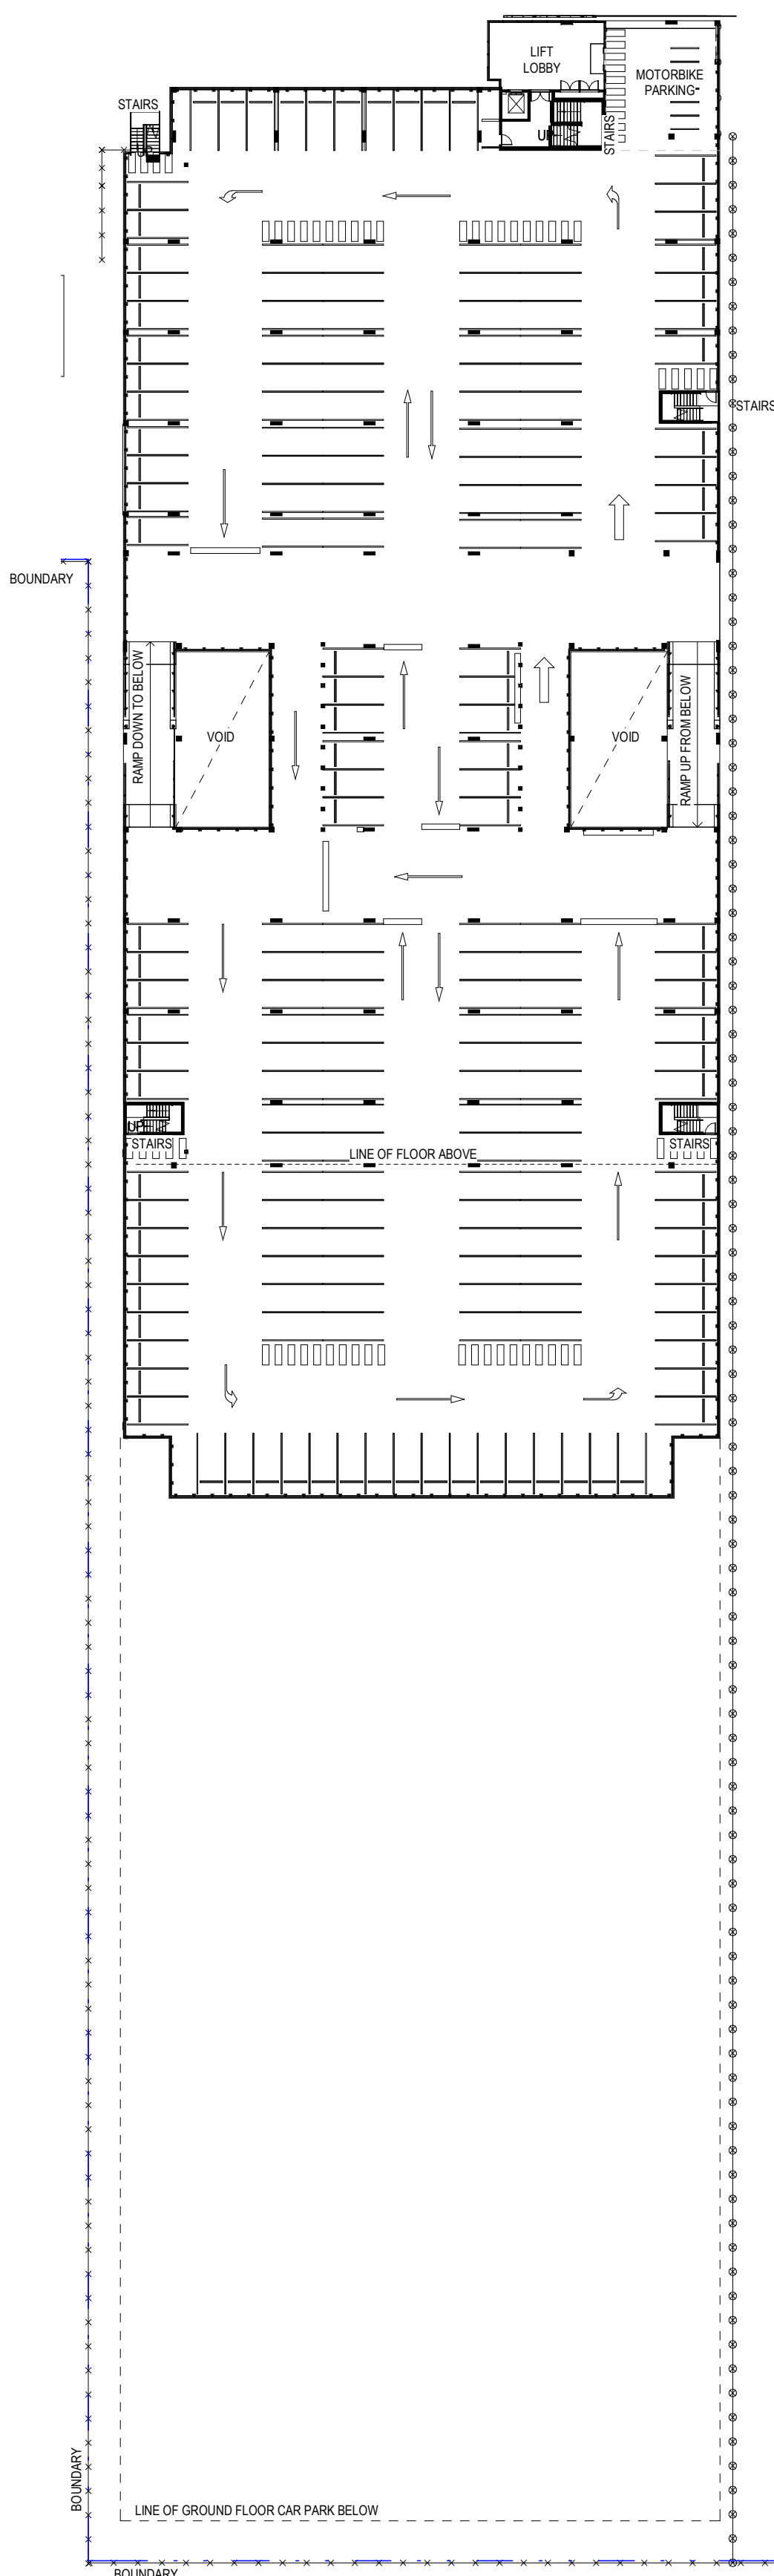 LIFT
LOBBY
MOTORBIKE
PARKING
STAIRS
UP
UP
STAIRS
STAIRS
BOUNDARY
RAMP DOWN TO BELOW
VOID
VOID
RAMP UP FROM BELOW
UP
STAIRS
STAIRS
LINE OF FLOOR ABOVE
BOUNDARY
LINE OF GROUND FLOOR CAR PARK BELOW
BOUNDARY